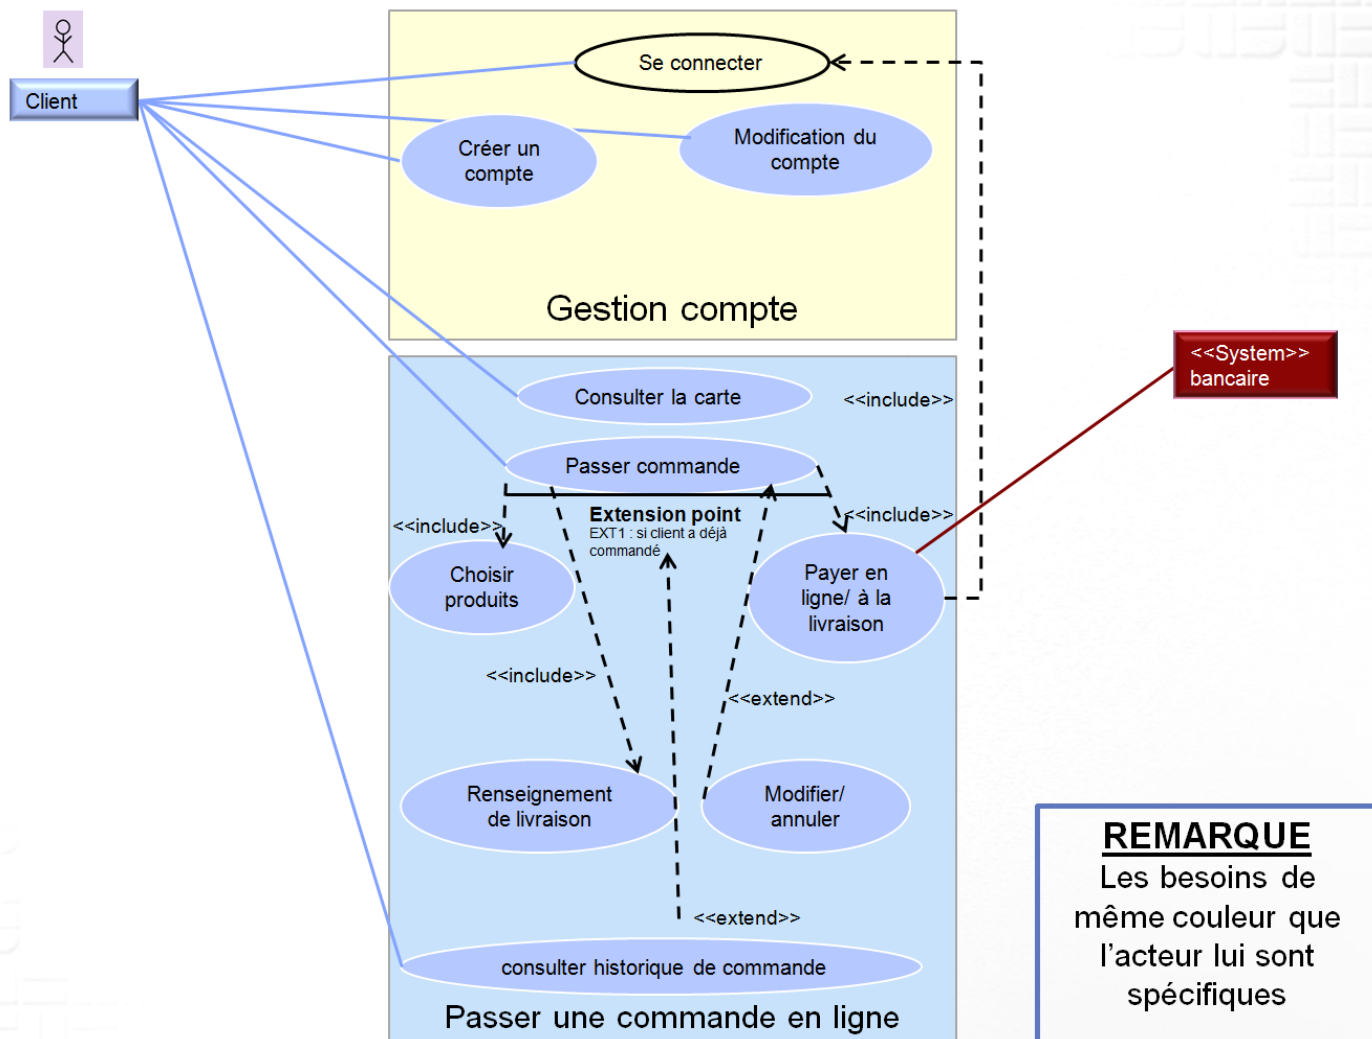 Client
Se connecter
Créer un
compte
Modification du
compte
Gestion compte
<<System>>
bancaire
Consulter la carte
<<include>>
Passer commande
Extension point
EXT1 : si client a déjà
commandé
<<include>>
<<include>>
Choisir
produits
Payer en
ligne/ à la
livraison
<<include>>
<<extend>>
Renseignement
de livraison
Modifier/
annuler
<<extend>>
consulter historique de commande
Passer une commande en ligne
REMARQUE
Les besoins de
même couleur que
l'acteur lui sont
spécifiques